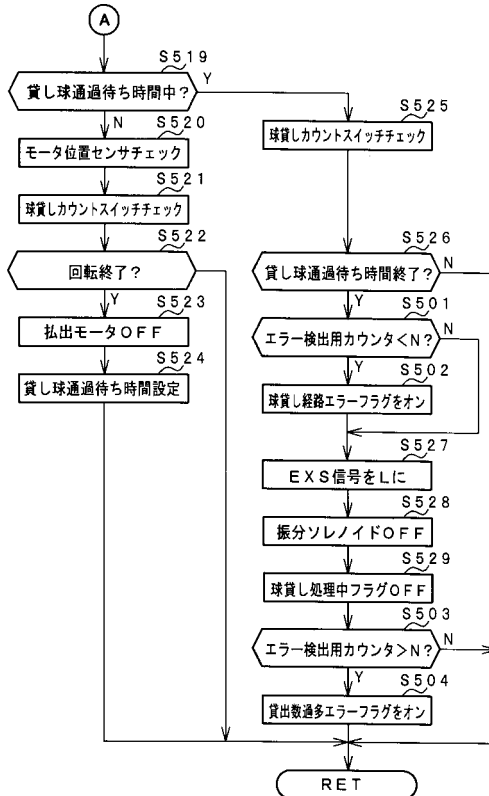 A
S519
貸し球通過待ち時間中?
Y
N
S520
モータ位置センサチェック
S521
球貸しカウントスイッチチェック
S522
回転終了?
Y
S523
払出モータOFF
S524
貸し球通過待ち時間設定
S525
球貸しカウントスイッチチェック
S526
貸し球通過待ち時間終了?
N
Y
S501
エラー検出用カウンタ<N?
N
Y
S502
球貸し経路エラーフラグをオン
S527
EXS信号をLに
S528
振分ソレノイドOFF
S529
球貸し処理中フラグOFF
S503
エラー検出用カウンタ>N?
N
Y
S504
貸出数過多エラーフラグをオン
RET